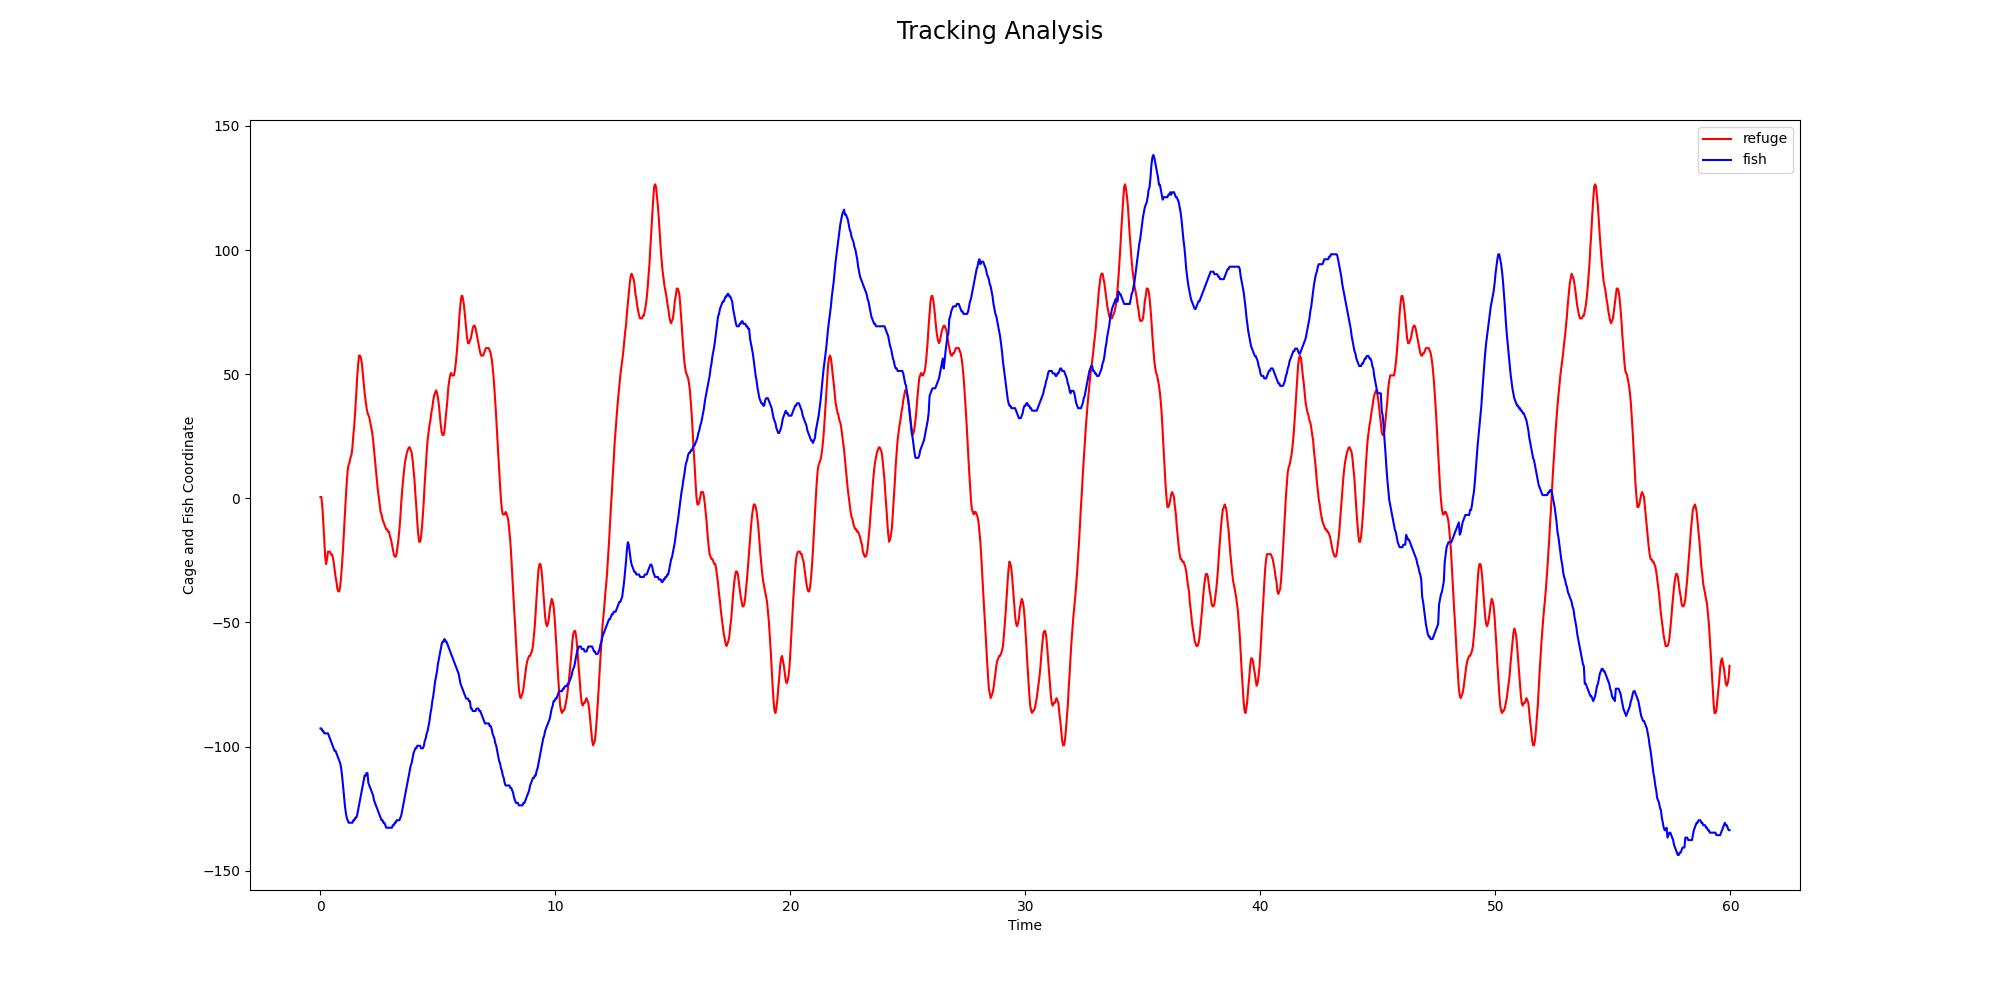 Tracking Analysis
refuge
fish
Cage and Fish Coordinate
150
100
50
0
−50
−100
−150
0 10 20 30 40 50 60
Time